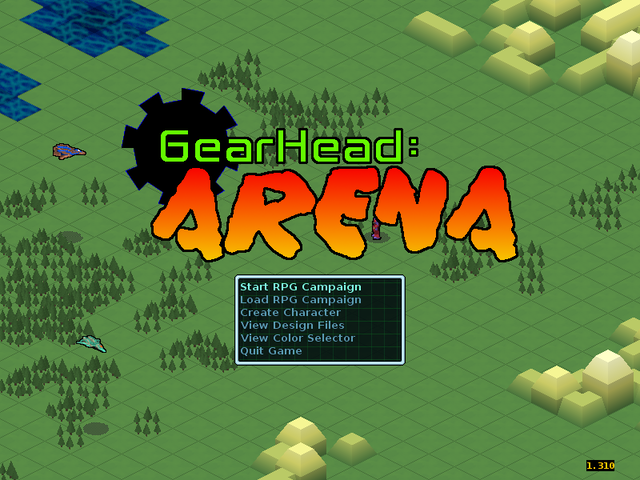 GearHead:
ARENA
Start RPG Campaign
Load RPG Campaign
Create Character
View Design Files
View Color Selector
Quit Game
1.310